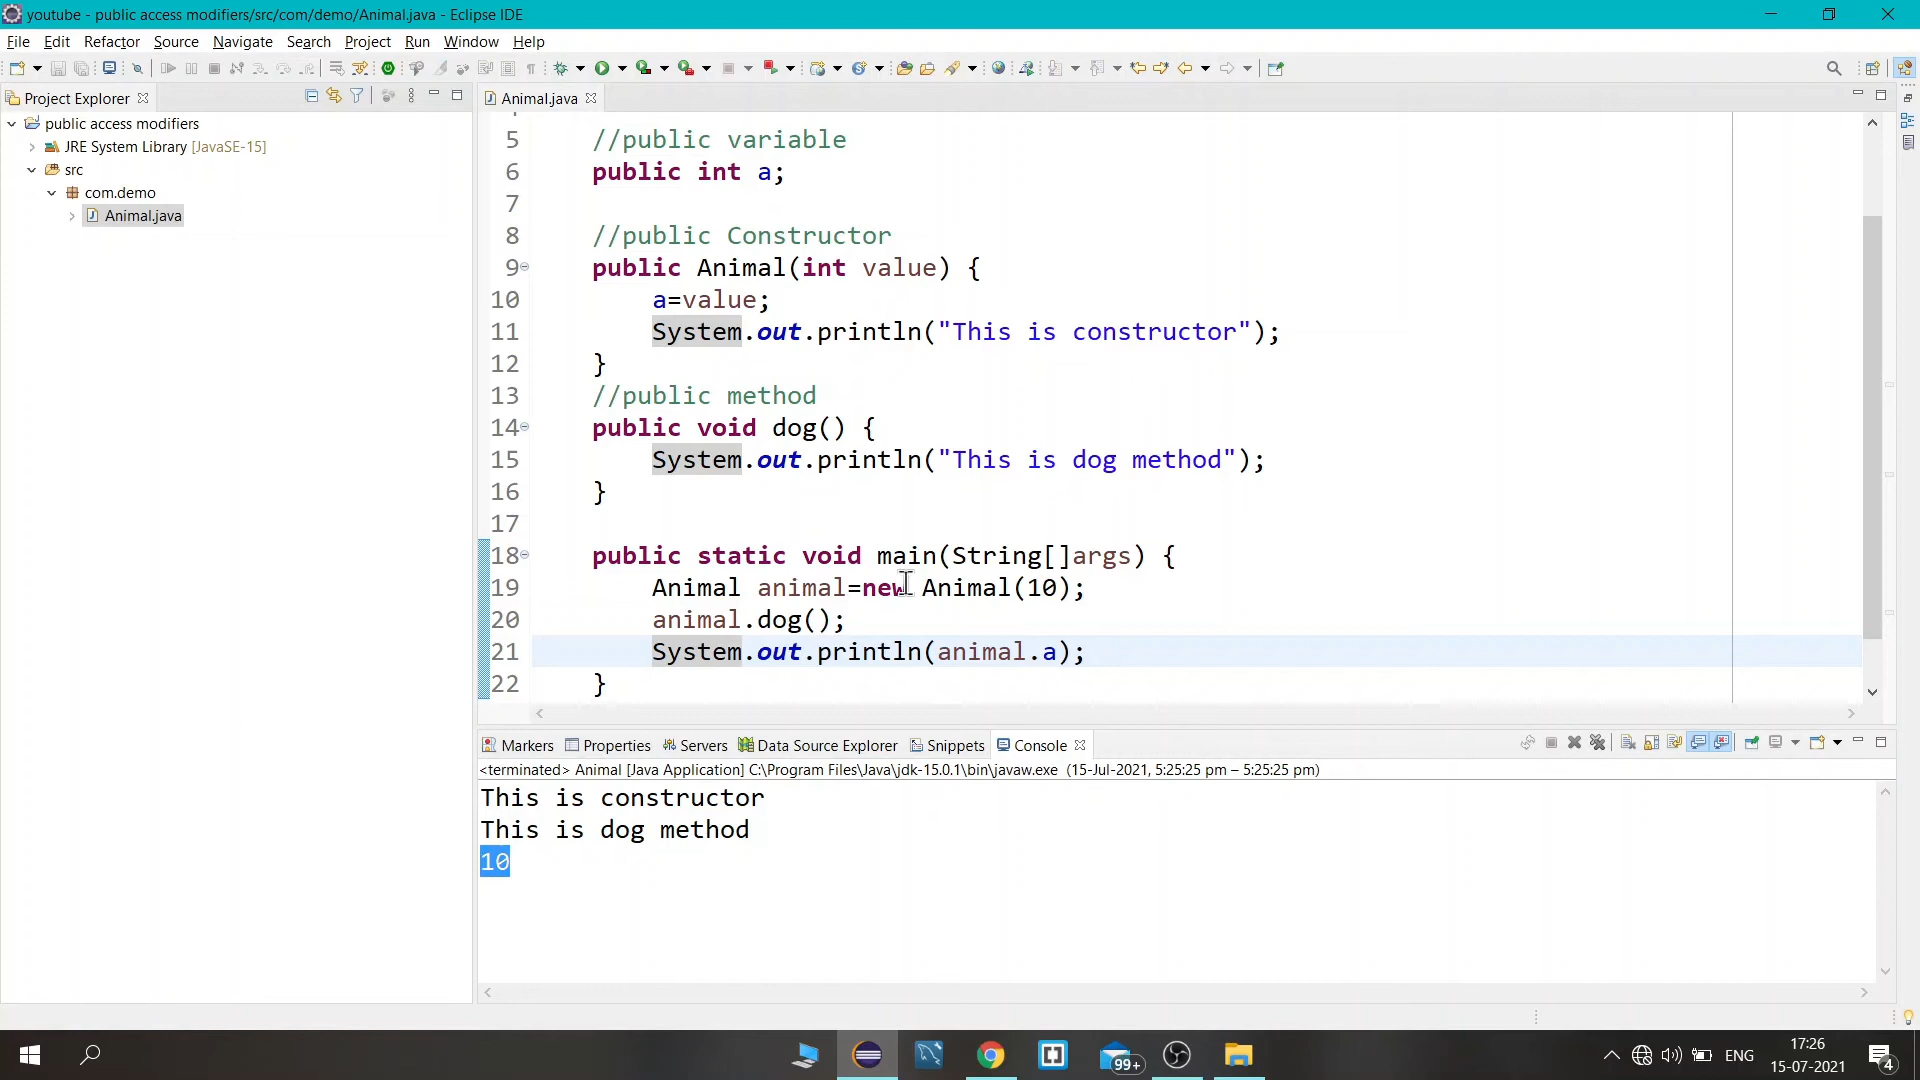 youtube - public access modifiers/src/com/demo/Animal.java - Eclipse IDE
File Edit Refactor Source Navigate Search Project Run Window Help
Project Explorer
public access modifiers
JRE System Library [JavaSE-15]
src
com.demo
Animal.java
Animal.java
5 //public variable
6 public int a;
7
8 //public Constructor
9 public Animal(int value) {
10 a=value;
11 System.out.println("This is constructor");
12 }
13 //public method
14 public void dog() {
15 System.out.println("This is dog method");
16 }
17
18 public static void main(String[]args) {
19 Animal animal=new Animal(10);
20 animal.dog();
21 System.out.println(animal.a);
22 }
Markers Properties Servers Data Source Explorer Snippets Console
<terminated> Animal [Java Application] C:\Program Files\Java\jdk-15.0.1\bin\javaw.exe (15-Jul-2021, 5:25:25 pm – 5:25:25 pm)
This is constructor
This is dog method
10
99+
ENG
17:26
15-07-2021
4